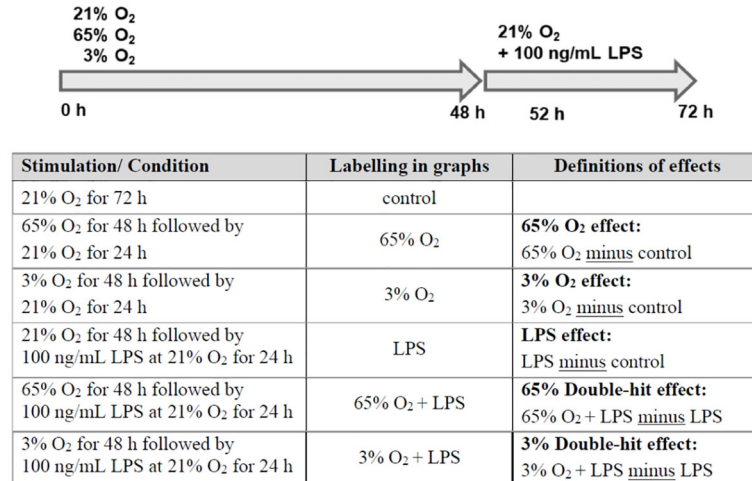 21% O₂
65% O₂
3% O₂
21% O₂
+ 100 ng/mL LPS
0 h
48 h
52 h
72 h
Stimulation/ Condition
Labelling in graphs
Definitions of effects
21% O₂ for 72 h
control
65% O₂ for 48 h followed by
21% O₂ for 24 h
65% O₂
65% O₂ effect:
65% O₂ minus control
3% O₂ for 48 h followed by
21% O₂ for 24 h
3% O₂
3% O₂ effect:
3% O₂ minus control
21% O₂ for 48 h followed by
100 ng/mL LPS at 21% O₂ for 24 h
LPS
LPS effect:
LPS minus control
65% O₂ for 48 h followed by
100 ng/mL LPS at 21% O₂ for 24 h
65% O₂ + LPS
65% Double-hit effect:
65% O₂ + LPS minus LPS
3% O₂ for 48 h followed by
100 ng/mL LPS at 21% O₂ for 24 h
3% O₂ + LPS
3% Double-hit effect:
3% O₂ + LPS minus LPS